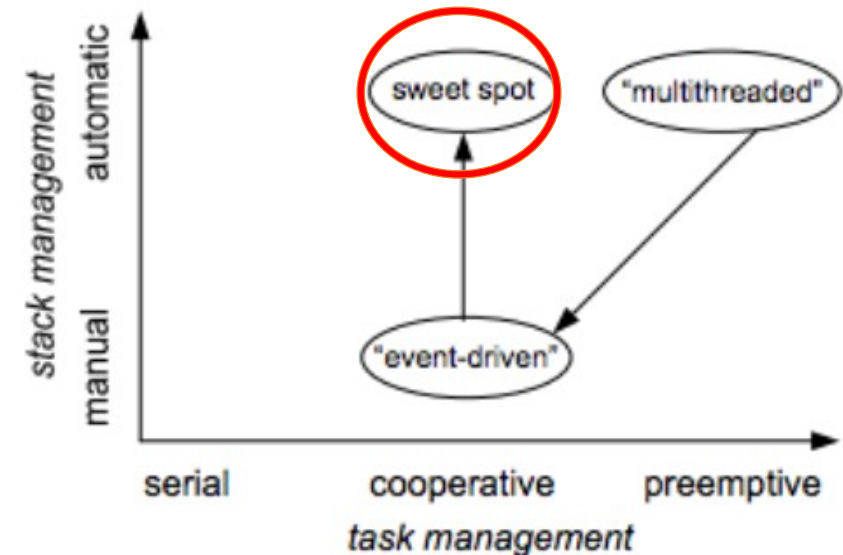 stack management
automatic
manual
sweet spot
"multithreaded"
"event-driven"
serial
cooperative
preemptive
task management